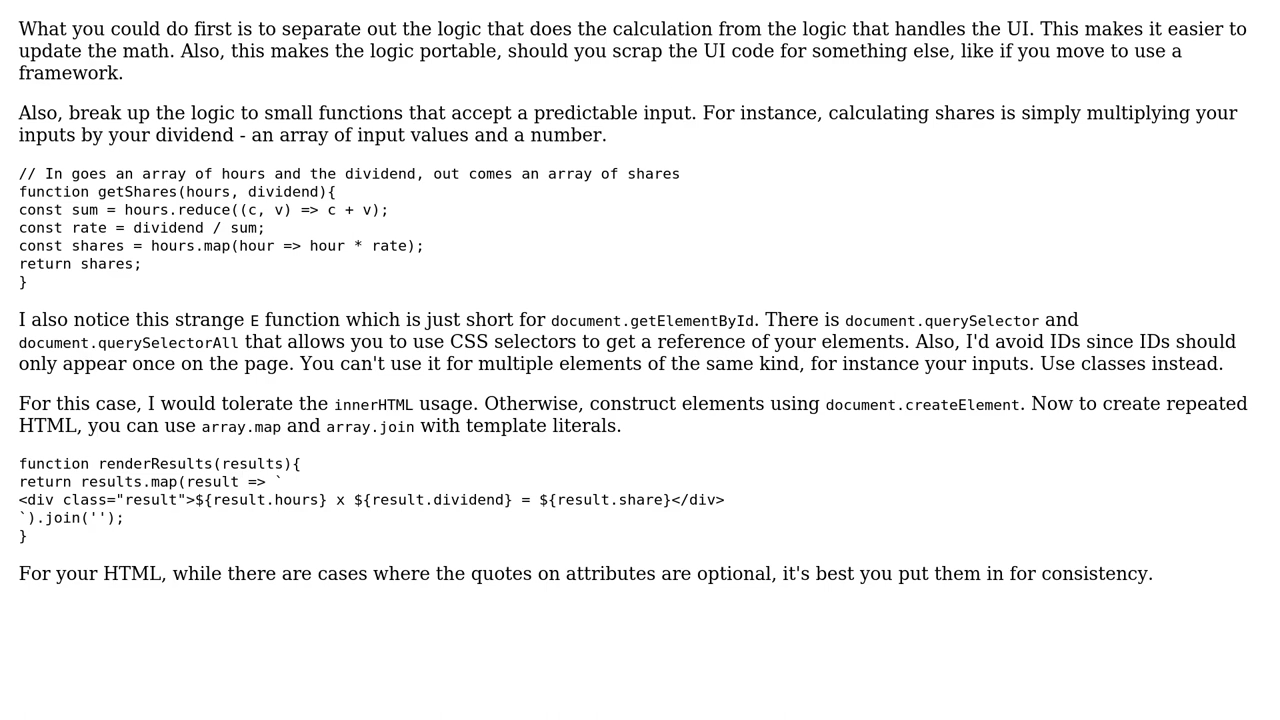 What you could do first is to separate out the logic that does the calculation from the logic that handles the UI. This makes it easier to
update the math. Also, this makes the logic portable, should you scrap the UI code for something else, like if you move to use a
framework.
Also, break up the logic to small functions that accept a predictable input. For instance, calculating shares is simply multiplying your
inputs by your dividend - an array of input values and a number.
// In goes an array of hours and the dividend, out comes an array of shares
function getShares(hours, dividend){
const sum = hours.reduce((c, v) => c + v);
const rate = dividend / sum;
const shares = hours.map(hour => hour * rate);
return shares;
}
I also notice this strange E function which is just short for document.getElementById. There is document.querySelector and
document.querySelectorAll that allows you to use CSS selectors to get a reference of your elements. Also, I'd avoid IDs since IDs should
only appear once on the page. You can't use it for multiple elements of the same kind, for instance your inputs. Use classes instead.
For this case, I would tolerate the innerHTML usage. Otherwise, construct elements using document.createElement. Now to create repeated
HTML, you can use array.map and array.join with template literals.
function renderResults(results){
return results.map(result => `
<div class="result">${result.hours} x ${result.dividend} = ${result.share}</div>
`).join('');
}
For your HTML, while there are cases where the quotes on attributes are optional, it's best you put them in for consistency.